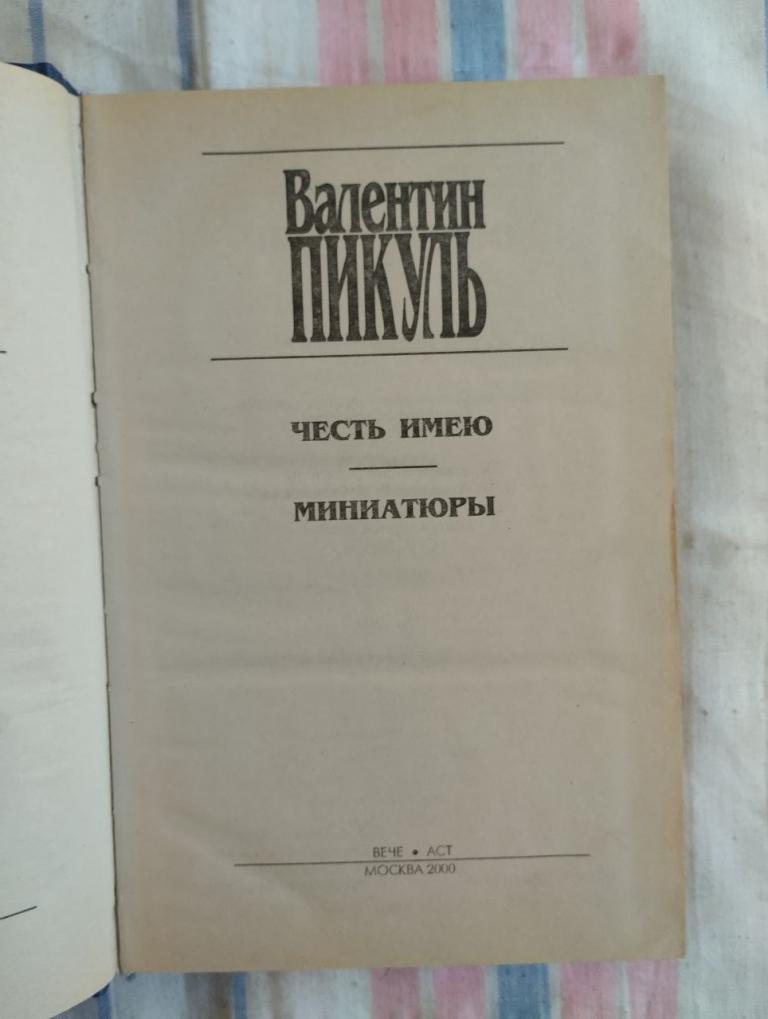 Валентин
ПИКУЛЬ
ЧЕСТЬ ИМЕЮ
МИНИАТЮРЫ
ВЕЧЕ • АСТ
МОСКВА 2000